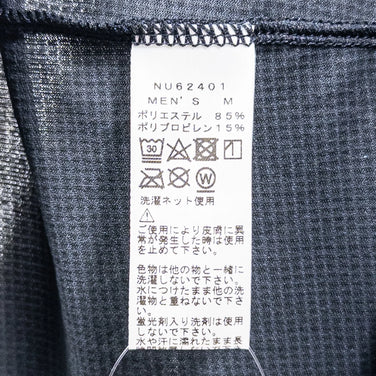 NU62401
MEN'S M
ポリエステル 85%
ポリプロピレン 15%
30
W
洗濯ネット使用
ご使用により皮膚に異
常が発生した時は使用
を止めて下さい。
色物は他の物と一緒に
洗濯しないで下さい。
水につけたまま他の洗
濯物と重ねないで下さ
い。
蛍光剤入り洗剤は使用
しないで下さい。
水や汗に濡れたまま放